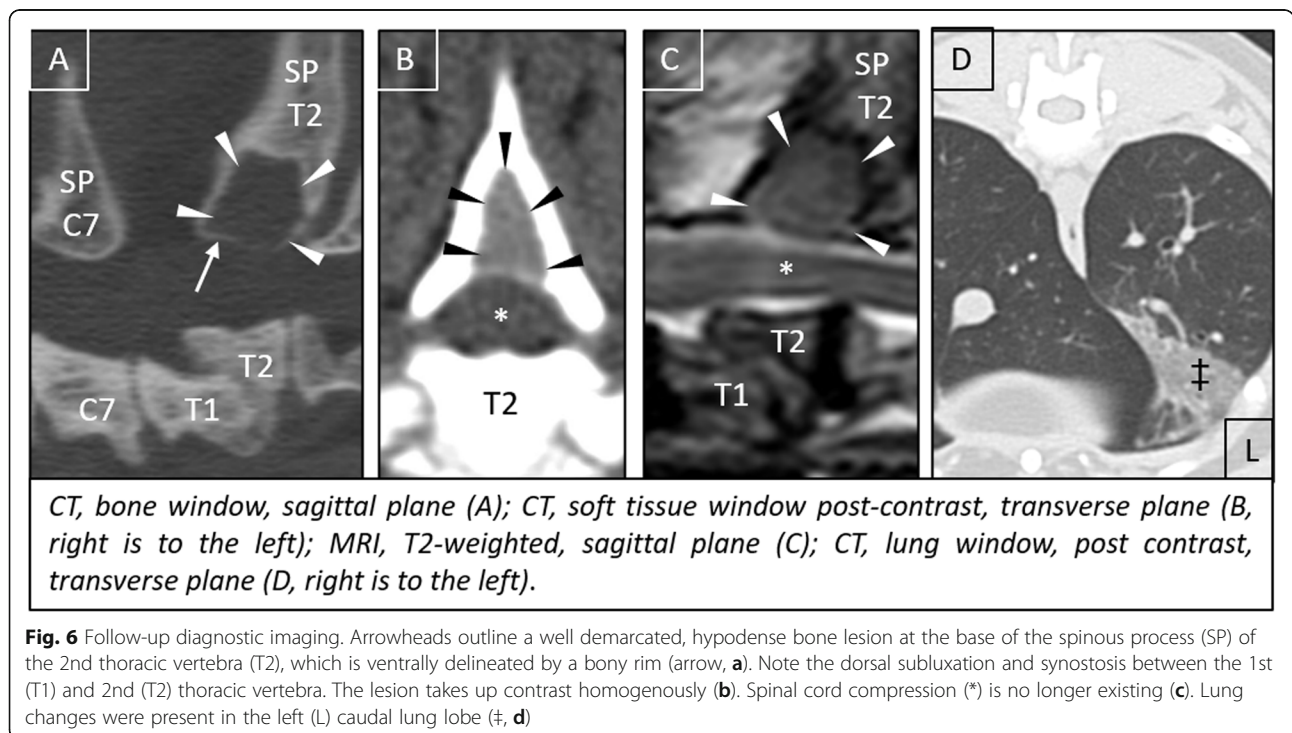 A
B
C
D
SP
T2
SP
C7
C7
T1
T2
*
T2
SP
T2
*
T2
T1
‡
L
CT, bone window, sagittal plane (A); CT, soft tissue window post-contrast, transverse plane (B,
right is to the left); MRI, T2-weighted, sagittal plane (C); CT, lung window, post contrast,
transverse plane (D, right is to the left).
Fig. 6 Follow-up diagnostic imaging. Arrowheads outline a well demarcated, hypodense bone lesion at the base of the spinous process (SP) of
the 2nd thoracic vertebra (T2), which is ventrally delineated by a bony rim (arrow, a). Note the dorsal subluxation and synostosis between the 1st
(T1) and 2nd (T2) thoracic vertebra. The lesion takes up contrast homogenously (b). Spinal cord compression (*) is no longer existing (c). Lung
changes were present in the left (L) caudal lung lobe (‡, d)